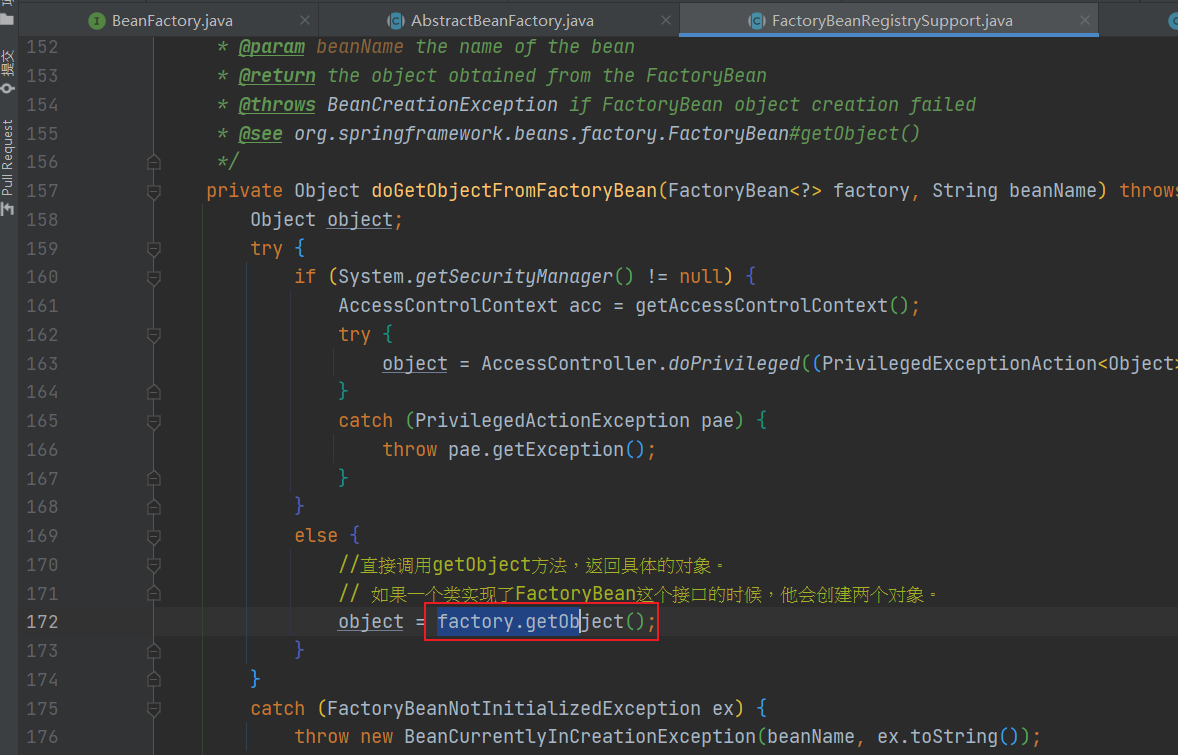 BeanFactory.java AbstractBeanFactory.java FactoryBeanRegistrySupport.java
提交
Pull Request
152 * @param beanName the name of the bean
153 * @return the object obtained from the FactoryBean
154 * @throws BeanCreationException if FactoryBean object creation failed
155 * @see org.springframework.beans.factory.FactoryBean#getObject()
156 */
157 private Object doGetObjectFromFactoryBean(FactoryBean<?> factory, String beanName) throws
158 Object object;
159 try {
160 if (System.getSecurityManager() != null) {
161 AccessControlContext acc = getAccessControlContext();
162 try {
163 object = AccessController.doPrivileged((PrivilegedExceptionAction<Object>
164 }
165 catch (PrivilegedActionException pae) {
166 throw pae.getException();
167 }
168 }
169 else {
170 //直接调用getObject方法，返回具体的对象。
171 // 如果一个类实现了FactoryBean这个接口的时候，他会创建两个对象。
172 object = factory.getObject();
173 }
174 }
175 catch (FactoryBeanNotInitializedException ex) {
176 throw new BeanCurrentlyInCreationException(beanName, ex.toString());